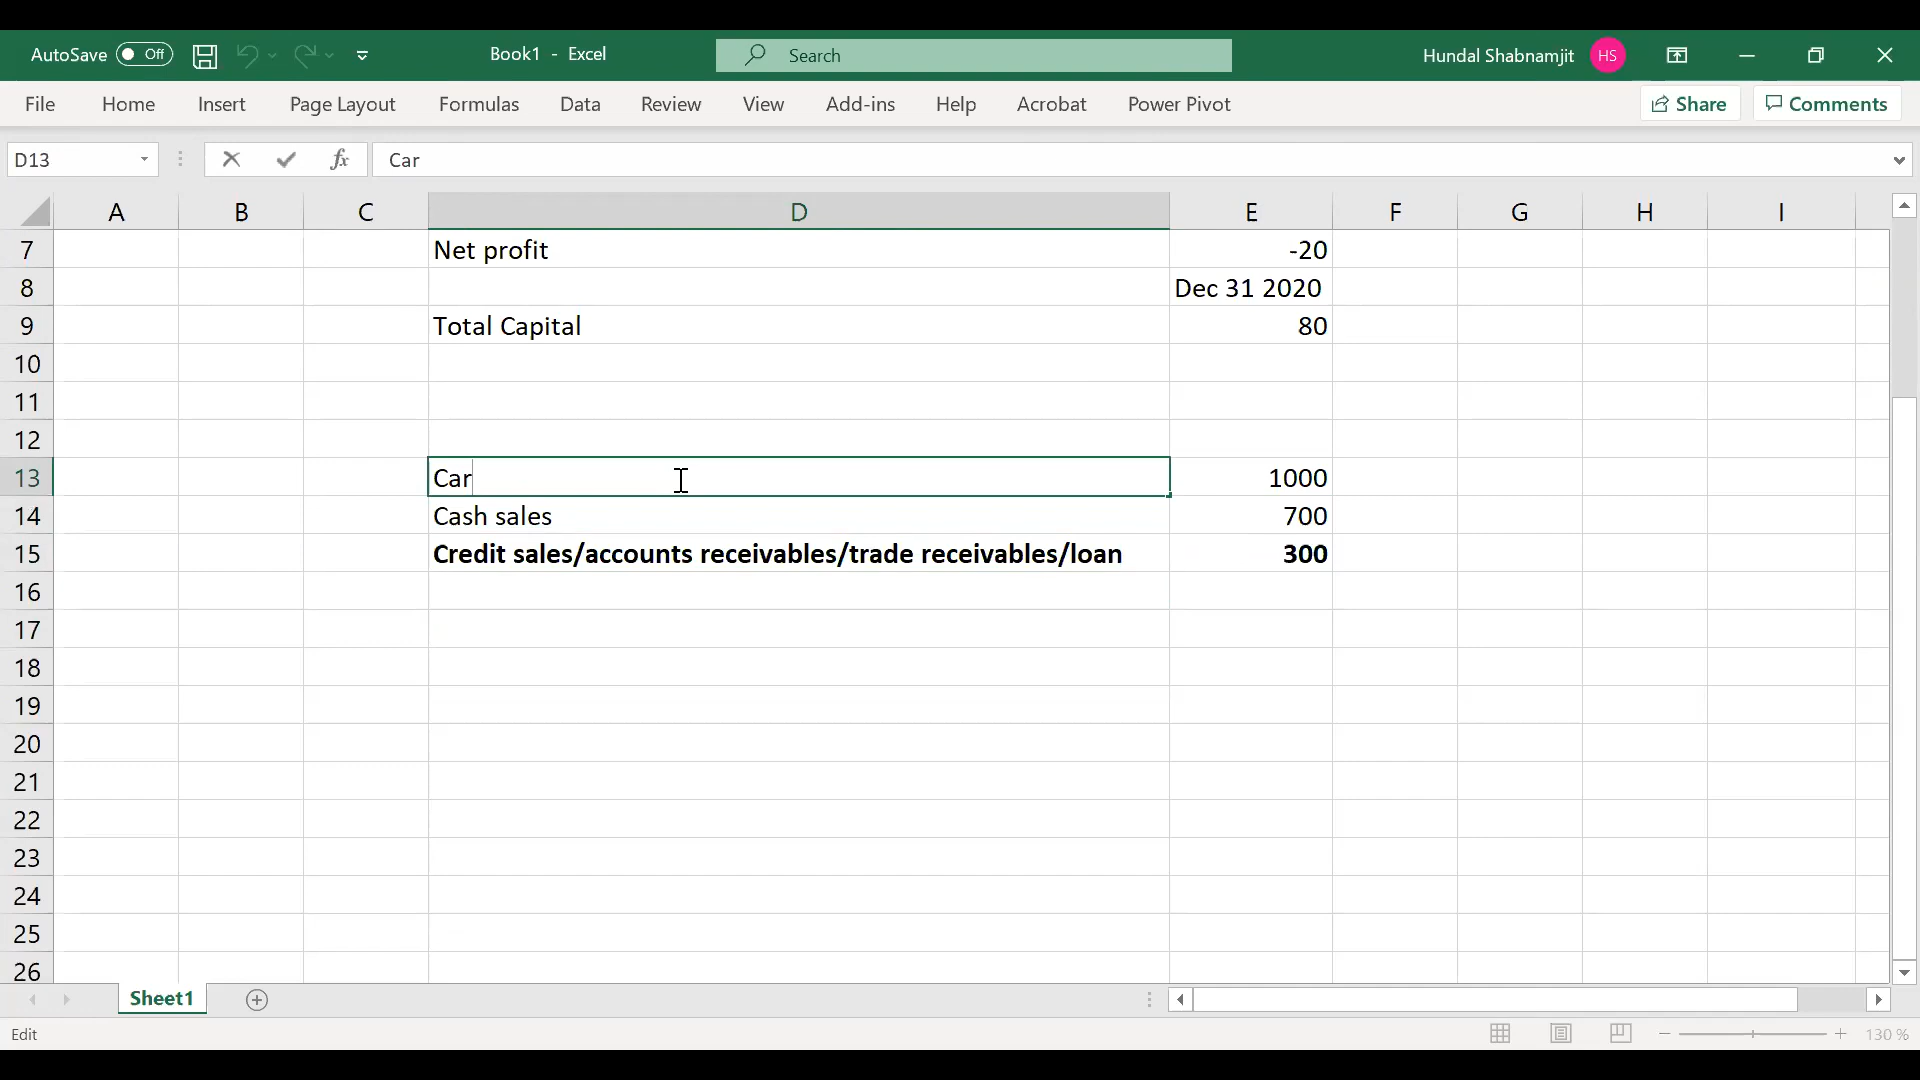 AutoSave Off Book1 - Excel Search Hundal Shabnamjit HS
File Home Insert Page Layout Formulas Data Review View Add-ins Help Acrobat Power Pivot Share Comments
D13 fx Car
A B C D E F G H I
7 Net profit -20
8 Dec 31 2020
9 Total Capital 80
10
11
12
13 Car 1000
14 Cash sales 700
15 Credit sales/accounts receivables/trade receivables/loan 300
16
17
18
19
20
21
22
23
24
25
26
Sheet1
Edit 130 %